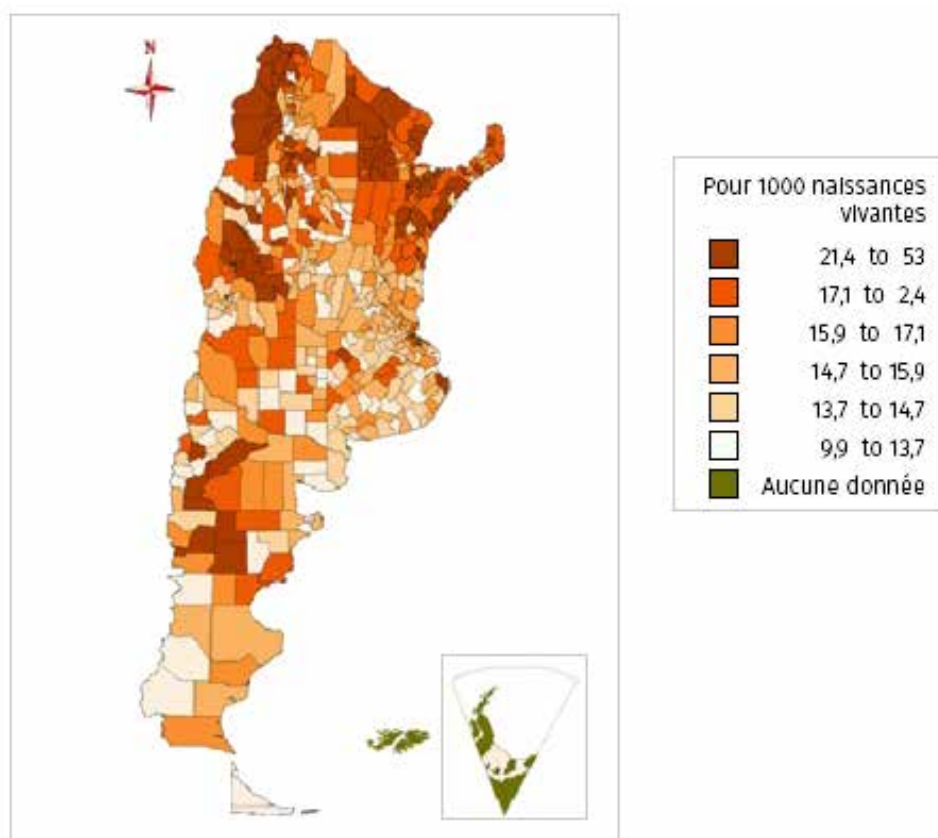 N
Pour 1000 naissances
vivantes
21,4 to 53
17,1 to 2,4
15,9 to 17,1
14,7 to 15,9
13,7 to 14,7
9,9 to 13,7
Aucune donnée